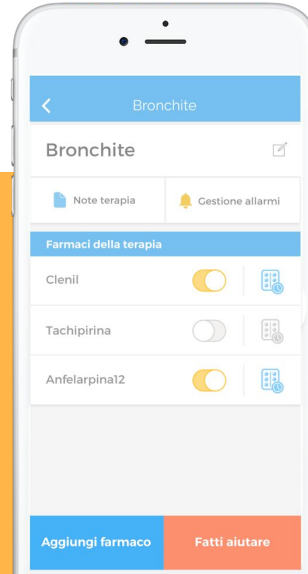 Bronchite
Bronchite
Note terapia
Gestione allarmi
Farmaci della terapia
Clenil
Tachipirina
Anfelarpina12
Aggiungi farmaco
Fatti aiutare